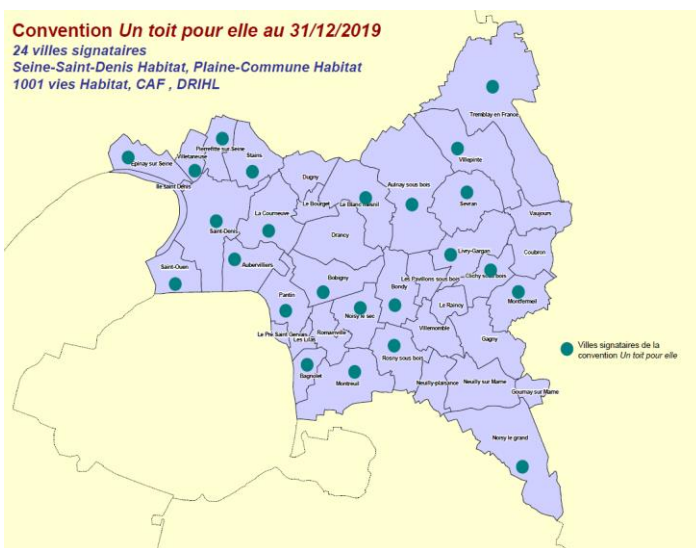 Convention Un toit pour elle au 31/12/2019
24 villes signataires
Seine-Saint-Denis Habitat, Plaine-Commune Habitat
1001 vies Habitat, CAF , DRIHL
Tremblay en France
Pierrefitte sur Seine
Villetaneuse
Epinay sur Seine
Stains
Villepinte
Dugny
Aulnay sous bois
Ile Saint Denis
Le Bourget
Le Blanc Mesnil
Sevran
La Courneuve
Vaujours
Saint-Denis
Drancy
Livry-Gargan
Coubron
Saint-Ouen
Aubervilliers
Bobigny
Les Pavillons sous bois
Clichy sous bois
Bondy
Pantin
Montfermeil
Le Raincy
Noisy le sec
Le Pré Saint Gervais
Romainville
Villemomble
Les Lilas
Gagny
Villes signataires de la
convention Un toit pour elle
Rosny sous bois
Bagnolet
Montreuil
Neuilly-plaisance
Neuilly sur Marne
Gournay sur Marne
Noisy le grand